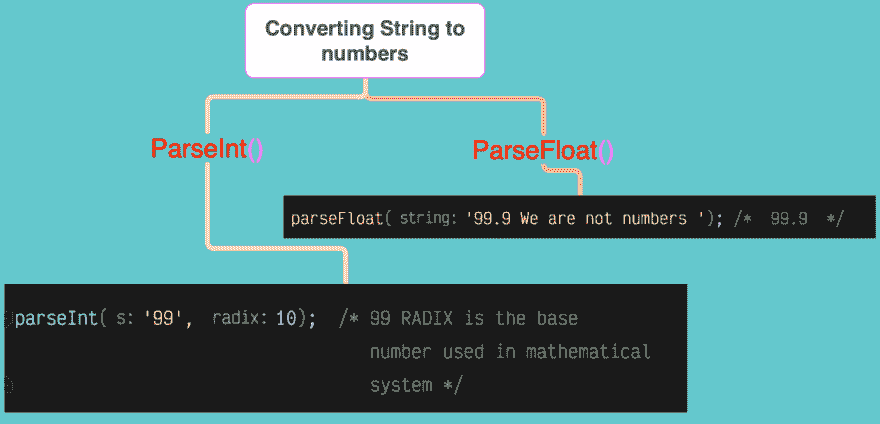 Converting String to
numbers
ParseInt()
ParseFloat()
parseFloat( string: '99.9 We are not numbers '); /* 99.9 */
parseInt( s: '99', radix: 10); /* 99 RADIX is the base
number used in mathematical
system */